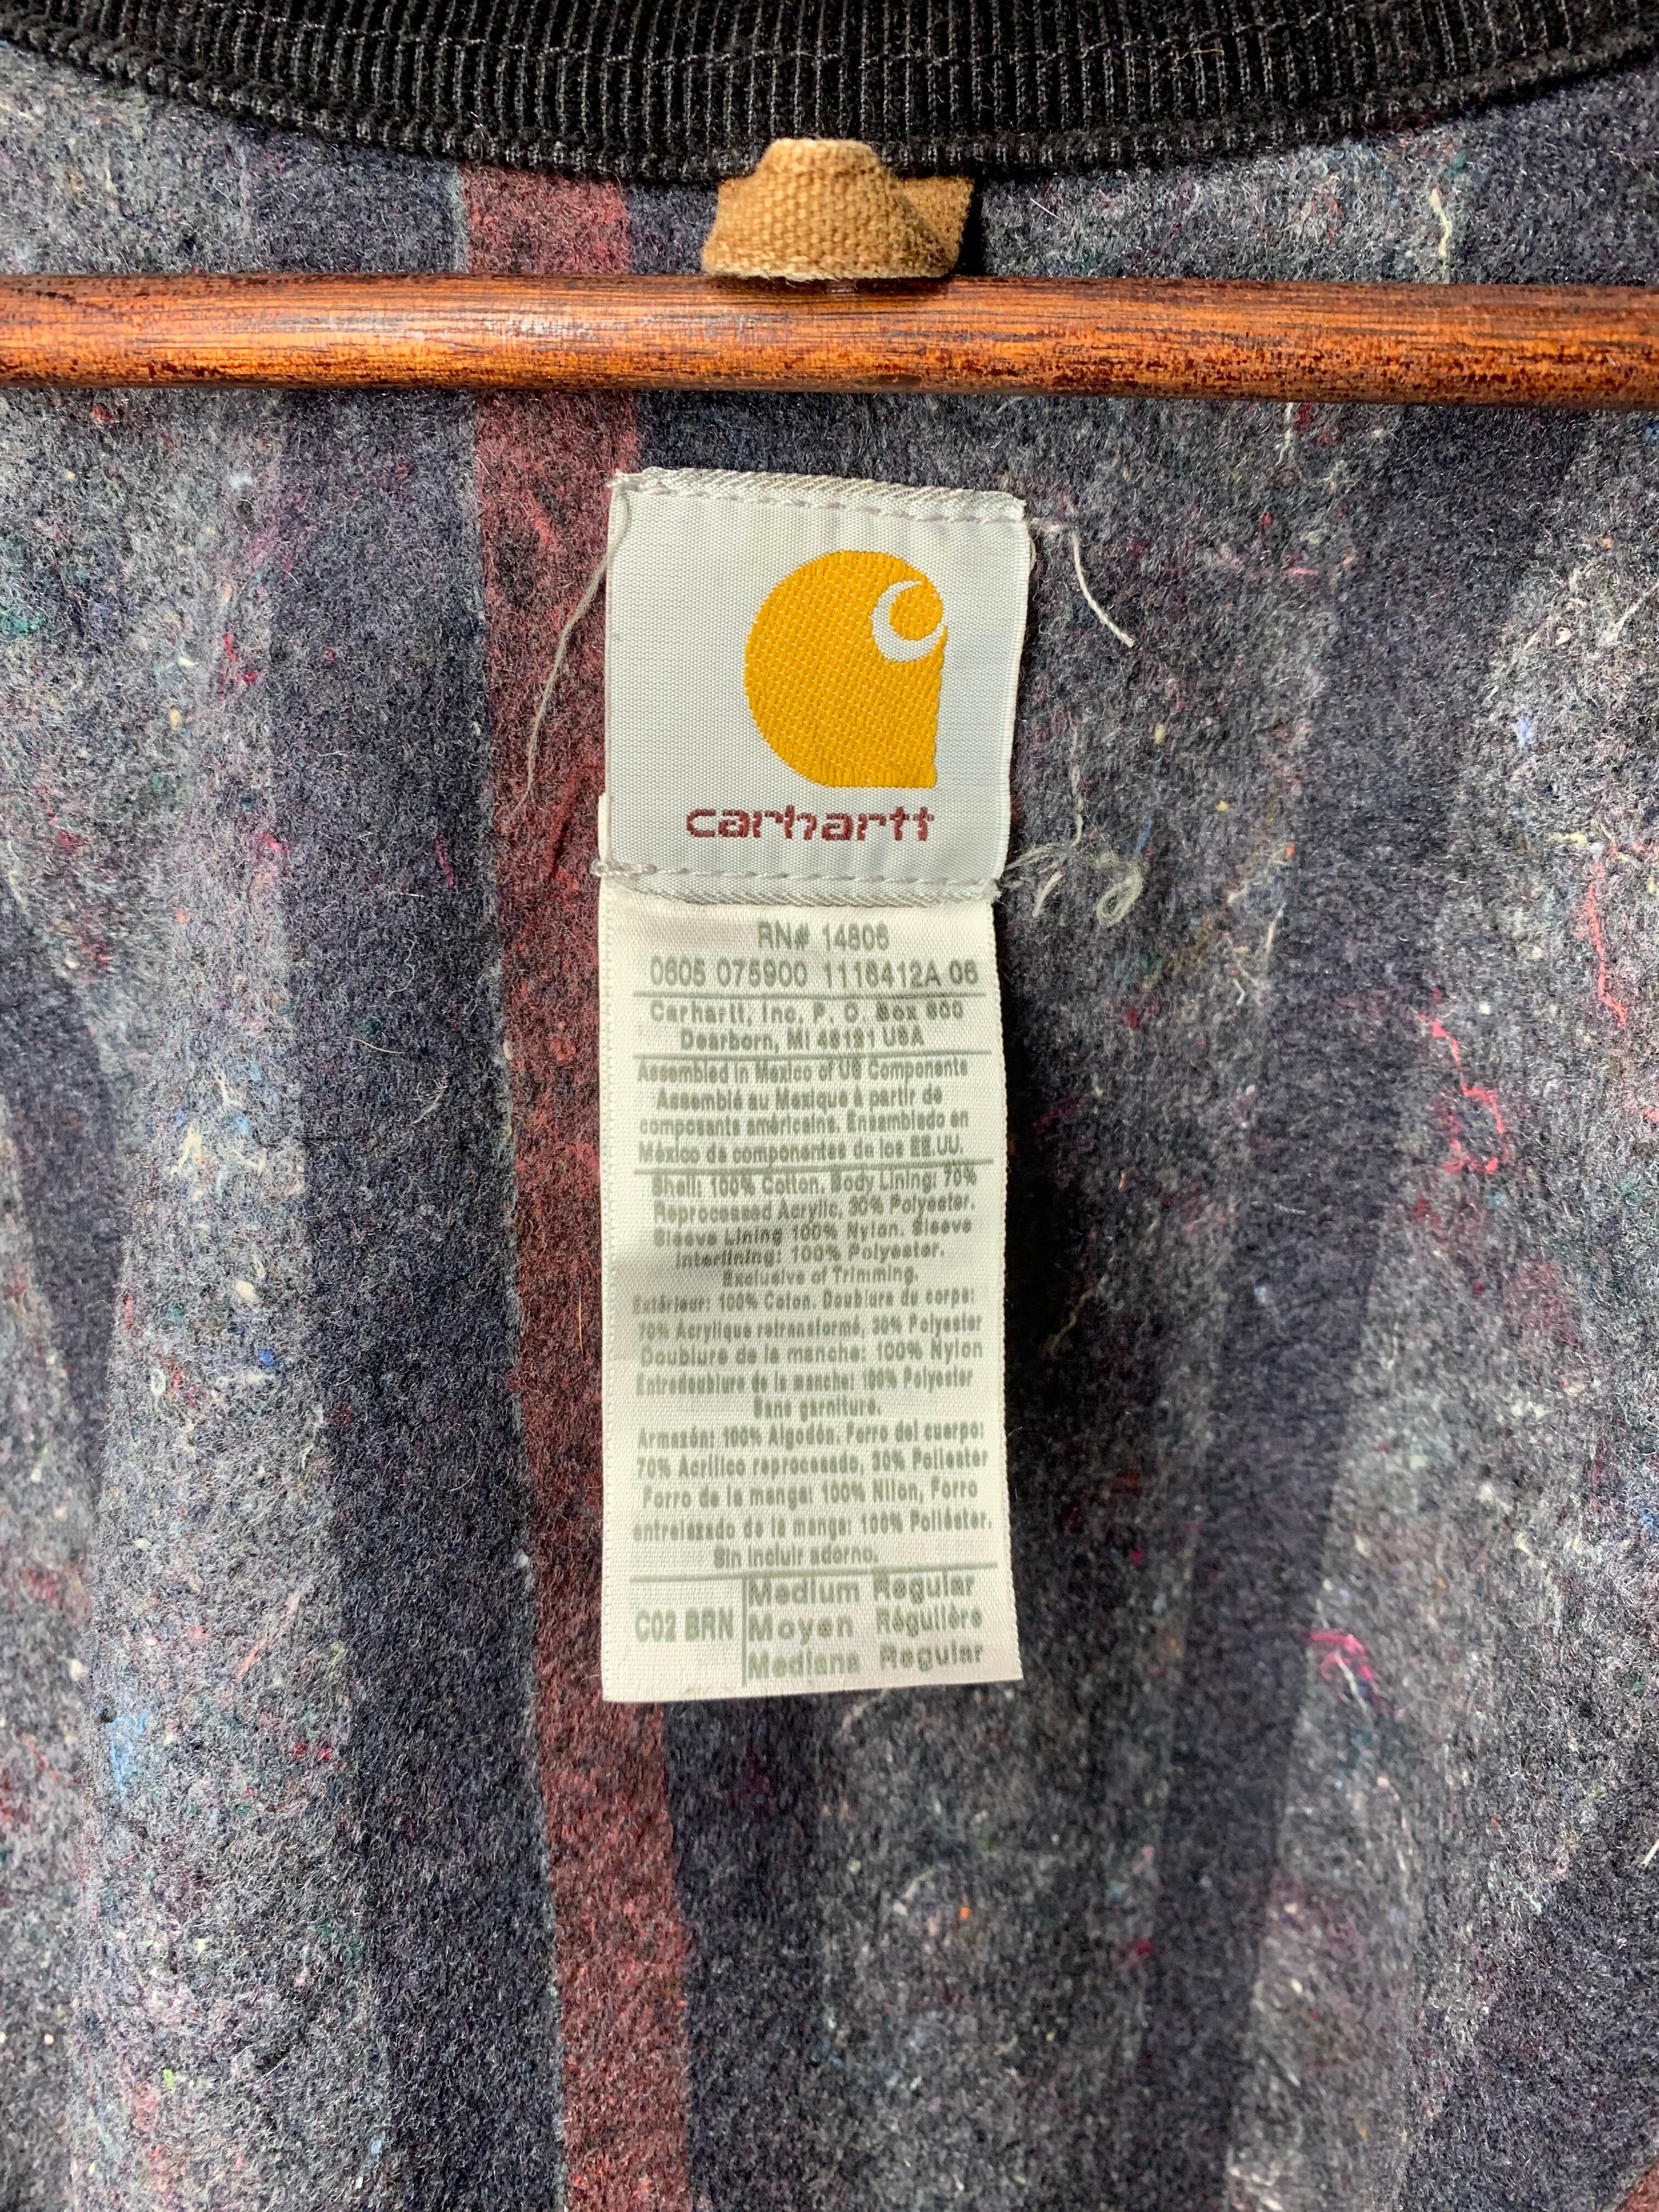 carhartt
RN# 14806
0605 075900 1116412A 06
Carhartt, Inc, P. O. Box 600
Dearborn, MI 48121 USA
Assembled in Mexico of US Components
Assemblé au Mexique à partir de
composants américains. Ensamblado en
México de componentes de los EE.UU.
Shell: 100% Cotton. Body Lining: 70%
Reprocessed Acrylic, 30% Polyester.
Sleeve Lining 100% Nylon. Sleeve
Interlining: 100% Polyester.
Exclusive of Trimming.
Extérieur: 100% Coton. Doublure du corps:
70% Acrylique retransformé, 30% Polyester
Doublure de la manche: 100% Nylon
Entredoublure de la manche: 100% Polyester
Sans garniture.
Armazón: 100% Algodón. Forro del cuerpo:
70% Acrílico reprocesado, 30% Poliester
Forro de la manga: 100% Nilon, Forro
entrelazado de la manga: 100% Poliéster.
Sin incluir adorno.
C02 BRN
Medium Regular
Moyen Régulière
Mediana Regular